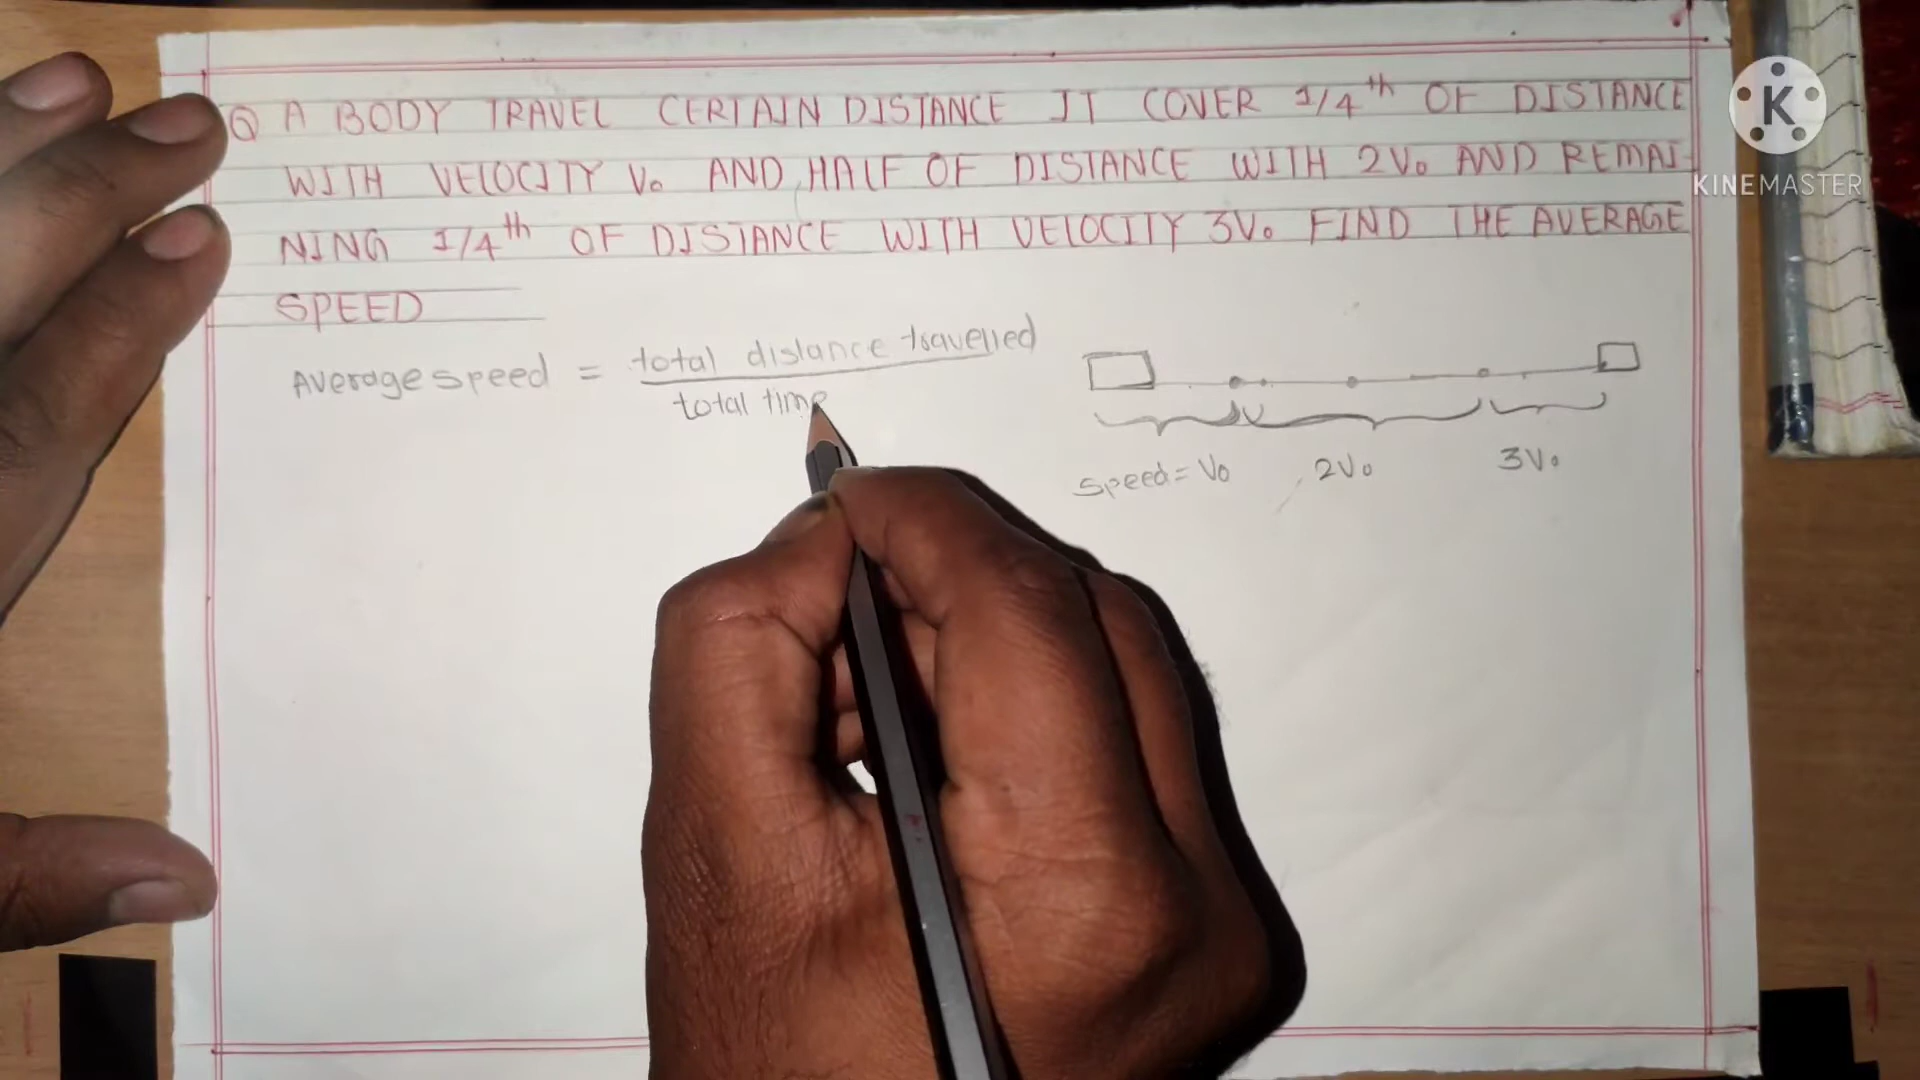 Q A BODY TRAVEL CERTAIN DISTANCE IT COVER 1/4th OF DISTANCE
WITH VELOCITY V₀ AND HALF OF DISTANCE WITH 2V₀ AND REMAI-
NING 1/4th OF DISTANCE WITH VELOCITY 3V₀ FIND THE AVERAGE
SPEED
Average speed = total distance travelled
total time
speed = V₀ 2V₀ 3V₀
K
KINEMASTER